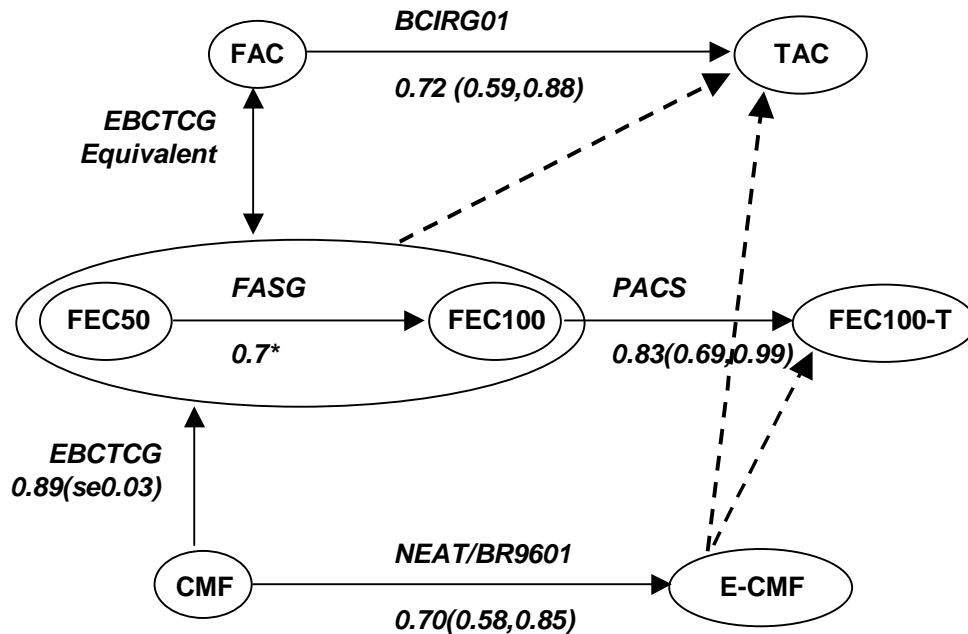 BCIRG01
FAC
TAC
0.72 (0.59,0.88)
EBCTCG
Equivalent
FASG
PACS
FEC50
FEC100
FEC100-T
0.7*
0.83(0.69,0.99)
EBCTCG
0.89(se0.03)
NEAT/BR9601
CMF
E-CMF
0.70(0.58,0.85)